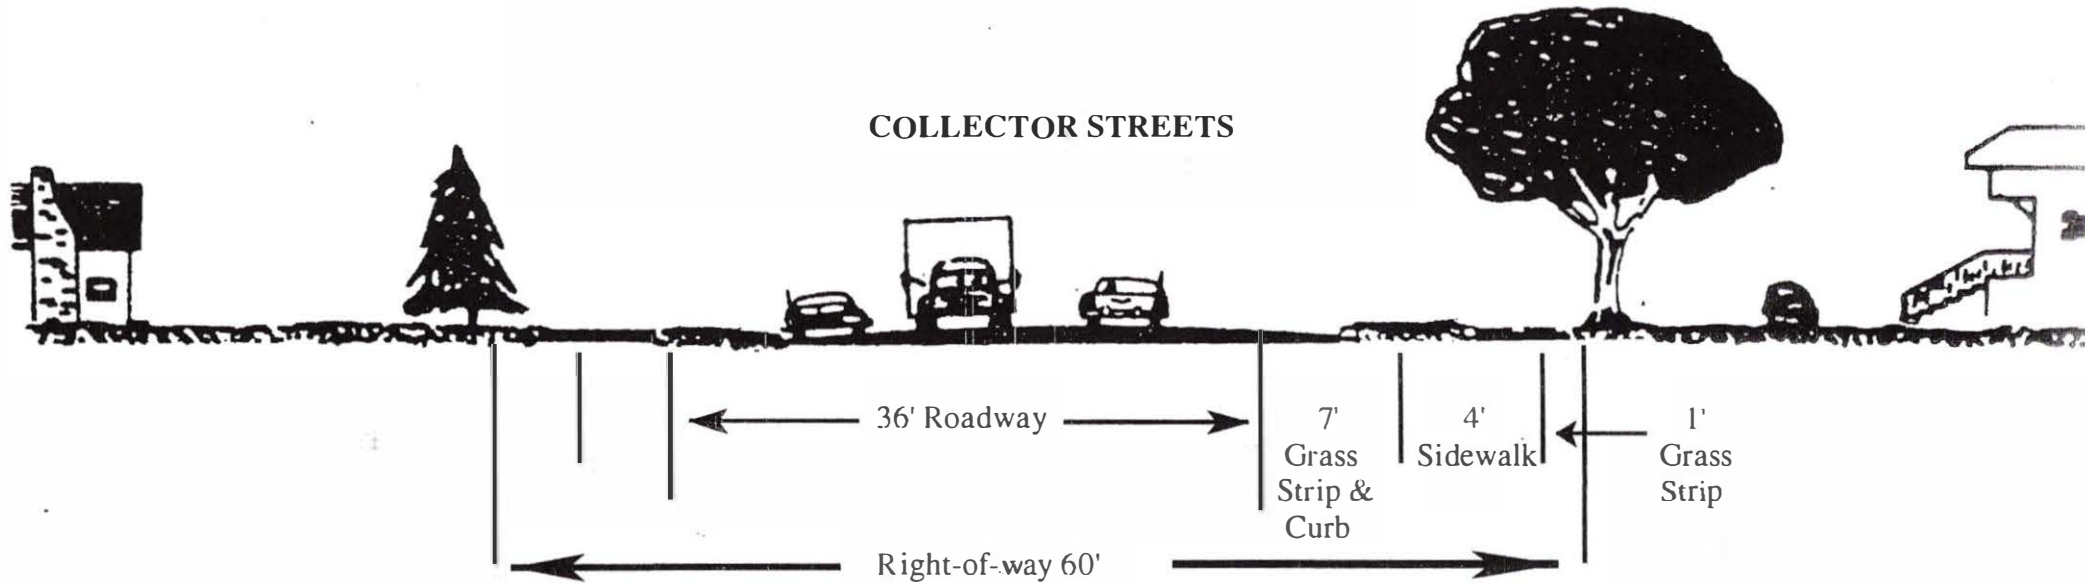 COLLECTOR STREETS
36' Roadway
7'
Grass
Strip &
Curb
4'
Sidewalk
1'
Grass
Strip
Right-of-way 60'